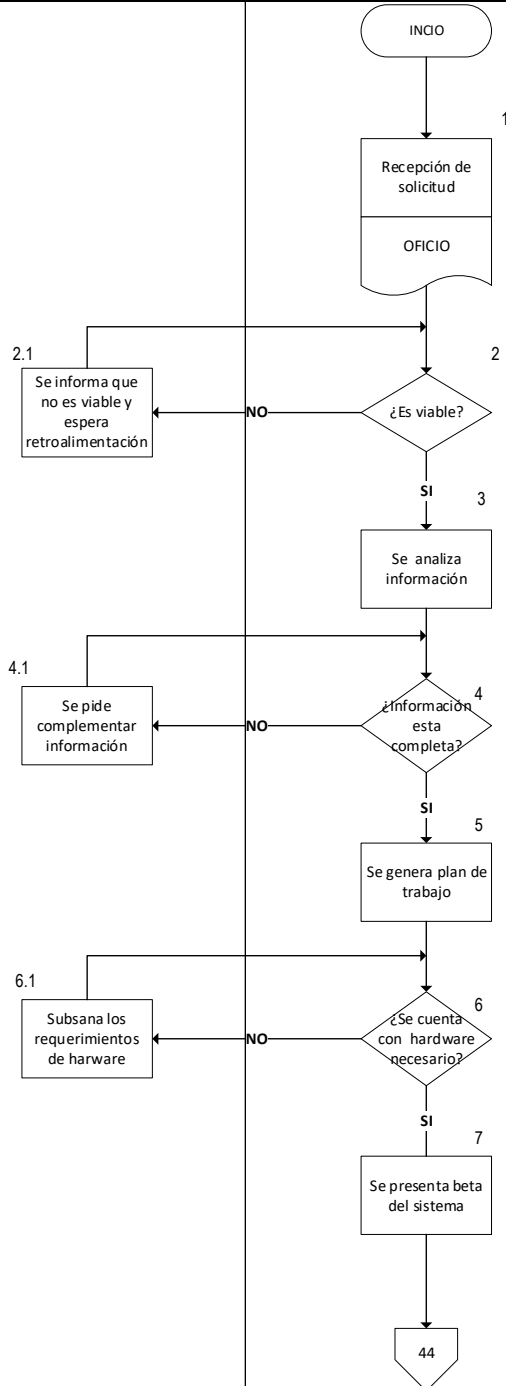 INCIO
1
Recepción de
solicitud
OFICIO
2.1
Se informa que
no es viable y
espera
retroalimentación
NO
2
¿Es viable?
SI
3
Se analiza
información
4.1
Se pide
complementar
información
NO
4
¿Información
esta
completa?
SI
5
Se genera plan de
trabajo
6.1
Subsana los
requerimientos
de harware
NO
6
¿Se cuenta
con hardware
necesario?
SI
7
Se presenta beta
del sistema
44